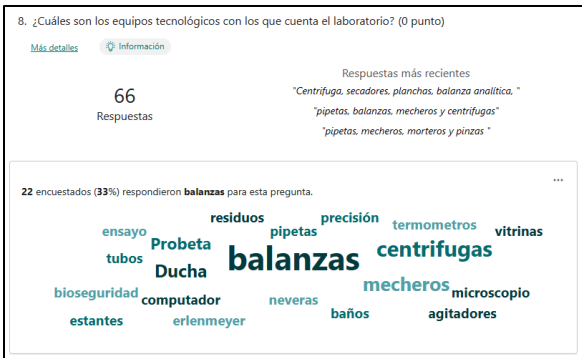 8. ¿Cuáles son los equipos tecnológicos con los que cuenta el laboratorio? (0 punto)
Más detalles
Información
66
Respuestas
Respuestas más recientes
"Centrifuga, secadores, planchas, balanza analítica, "
"pipetas, balanzas, mecheros y centrífugas"
"pipetas, mecheros, morteros y pinzas "
...
22 encuestados (33%) respondieron balanzas para esta pregunta.
residuos precisión termometros
ensayo pipetas vitrinas
Probeta balanzas centrifugas
tubos Ducha
bioseguridad computador neveras mecheros microscopio
estantes erlenmeyer baños agitadores